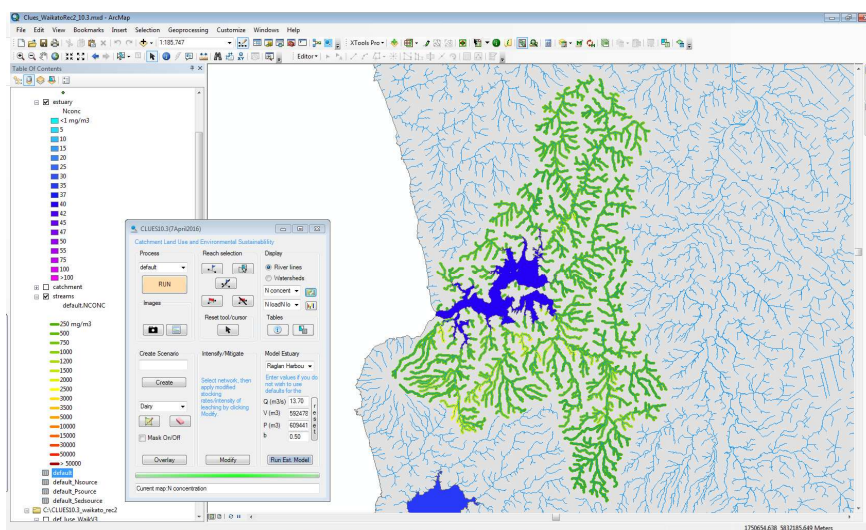 Clues_WaikatoRec2_10.3.mxd - ArcMap
File Edit View Bookmarks Insert Selection Geoprocessing Customize Windows Help
1:185,747
XTools Pro
Editor
Table Of Contents
estuary
Nconc
<1 mg/m3
5
10
15
20
25
30
35
37
40
42
45
47
50
55
75
100
>100
catchment
streams
default.NCONC
250 mg/m3
500
750
1000
1200
1500
2000
2500
3000
3500
5000
10000
15000
30000
50000
> 50000
default
default_Nsource
default_Psource
default_Sedsource
C:\CLUES10.3_waikato_rec2
def_luse_WaikV3
CLUES10.3(7April2016)
Catchment Land Use and Environmental Sustainability
Process
default
RUN
Images
Reach selection
Reset tool/cursor
Display
River lines
Watersheds
N concent
N load N lo
Tables
Create Scenario
Create
Dairy
Mask On/Off
Overlay
Intensify/Mitigate
Select network, then
apply modified
stocking
rates/intensity of
leaching by clicking
Modify.
Modify
Model Estuary
Raglan Harbou
Enter values if you do
not wish to use
defaults for the
Q (m3/s) 13.70
V (m3) 592478
P (m3) 609441
b 0.50
reset
Run Est. Model
Current map:N concentration
1750654.638 5832185.649 Meters